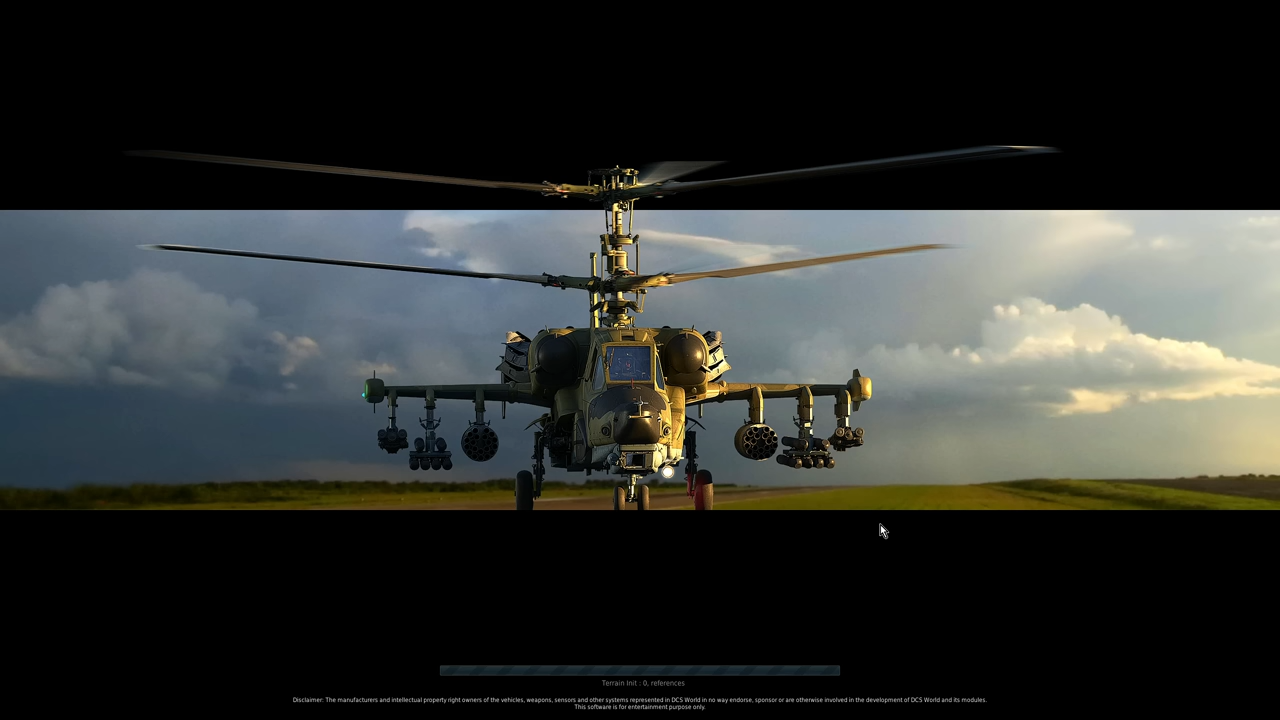 Terrain Init : 0, references
Disclaimer: The manufacturers and intellectual property right owners of the vehicles, weapons, sensors and other systems represented in DCS World in no way endorse, sponsor or are otherwise involved in the development of DCS World and its modules.
This software is for entertainment purpose only.